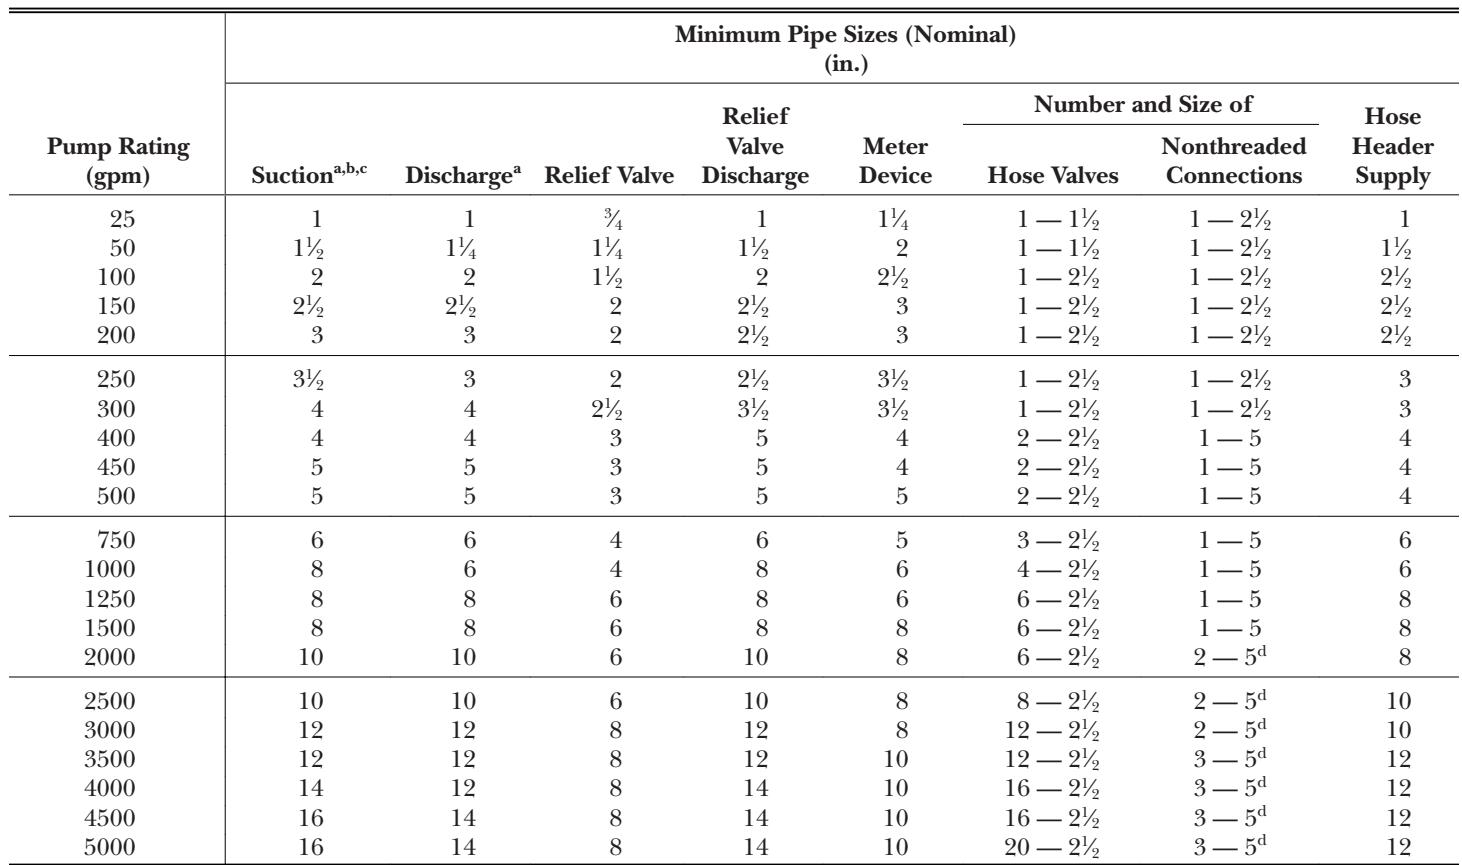 Minimum Pipe Sizes (Nominal)
(in.)
Number and Size of
Pump Rating (gpm) Suctionᵃ,ᵇ,ᶜ Dischargeᵃ Relief Valve Relief Valve Discharge Meter Device Hose Valves Nonthreaded Connections Hose Header Supply
25 1 1 ¾ 1 1¼ 1 — 1½ 1 — 2½ 1
50 1½ 1¼ 1¼ 1½ 2 1 — 1½ 1 — 2½ 1½
100 2 2 1½ 2 2½ 1 — 2½ 1 — 2½ 2½
150 2½ 2½ 2 2½ 3 1 — 2½ 1 — 2½ 2½
200 3 3 2 2½ 3 1 — 2½ 1 — 2½ 2½
250 3½ 3 2 2½ 3½ 1 — 2½ 1 — 2½ 3
300 4 4 2½ 3½ 3½ 1 — 2½ 1 — 2½ 3
400 4 4 3 5 4 2 — 2½ 1 — 5 4
450 5 5 3 5 4 2 — 2½ 1 — 5 4
500 5 5 3 5 5 2 — 2½ 1 — 5 4
750 6 6 4 6 5 3 — 2½ 1 — 5 6
1000 8 6 4 8 6 4 — 2½ 1 — 5 6
1250 8 8 6 8 6 6 — 2½ 1 — 5 8
1500 8 8 6 8 8 6 — 2½ 1 — 5 8
2000 10 10 6 10 8 6 — 2½ 2 — 5ᵈ 8
2500 10 10 6 10 8 8 — 2½ 2 — 5ᵈ 10
3000 12 12 8 12 8 12 — 2½ 2 — 5ᵈ 10
3500 12 12 8 12 10 12 — 2½ 3 — 5ᵈ 12
4000 14 12 8 14 10 16 — 2½ 3 — 5ᵈ 12
4500 16 14 8 14 10 16 — 2½ 3 — 5ᵈ 12
5000 16 14 8 14 10 20 — 2½ 3 — 5ᵈ 12